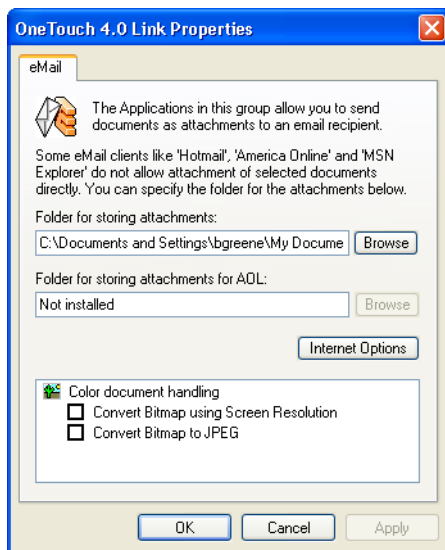 OneTouch 4.0 Link Properties
eMail
The Applications in this group allow you to send
documents as attachments to an email recipient.
Some eMail clients like 'Hotmail', 'America Online' and 'MSN
Explorer' do not allow attachment of selected documents
directly. You can specify the folder for the attachments below.
Folder for storing attachments:
C:\Documents and Settings\bgreene\My Docume
Browse
Folder for storing attachments for AOL:
Not installed
Browse
Internet Options
Color document handling
Convert Bitmap using Screen Resolution
Convert Bitmap to JPEG
OK
Cancel
Apply